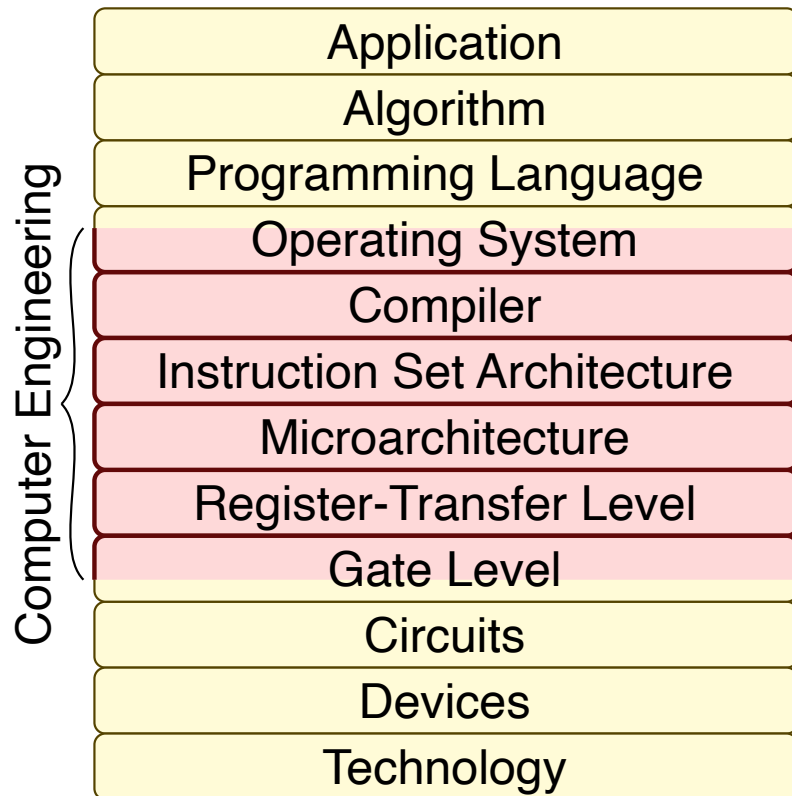 Application
Algorithm
Programming Language
Operating System
Compiler
Instruction Set Architecture
Microarchitecture
Register-Transfer Level
Gate Level
Circuits
Devices
Technology
Computer Engineering